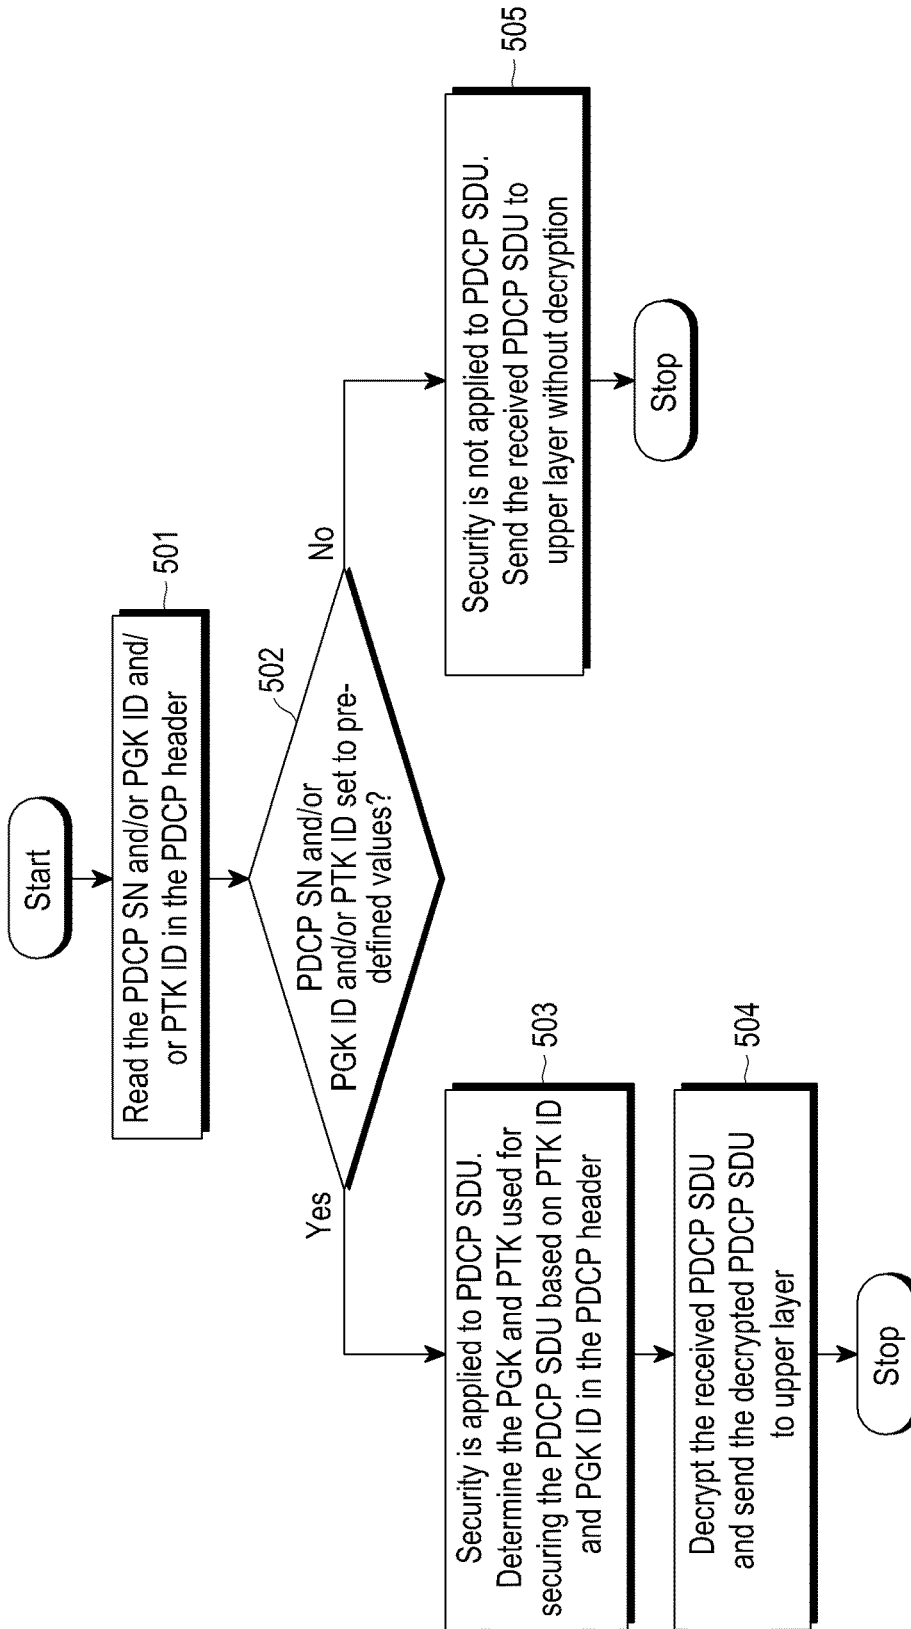 Start
Read the PDCP SN and/or PGK ID and/
or PTK ID in the PDCP header
501
502
PDCP SN and/or
PGK ID and/or PTK ID set to pre-
defined values?
Yes
No
Security is applied to PDCP SDU.
Determine the PGK and PTK used for
securing the PDCP SDU based on PTK ID
and PGK ID in the PDCP header
503
Decrypt the received PDCP SDU
and send the decrypted PDCP SDU
to upper layer
504
Stop
Security is not applied to PDCP SDU.
Send the received PDCP SDU to
upper layer without decryption
505
Stop